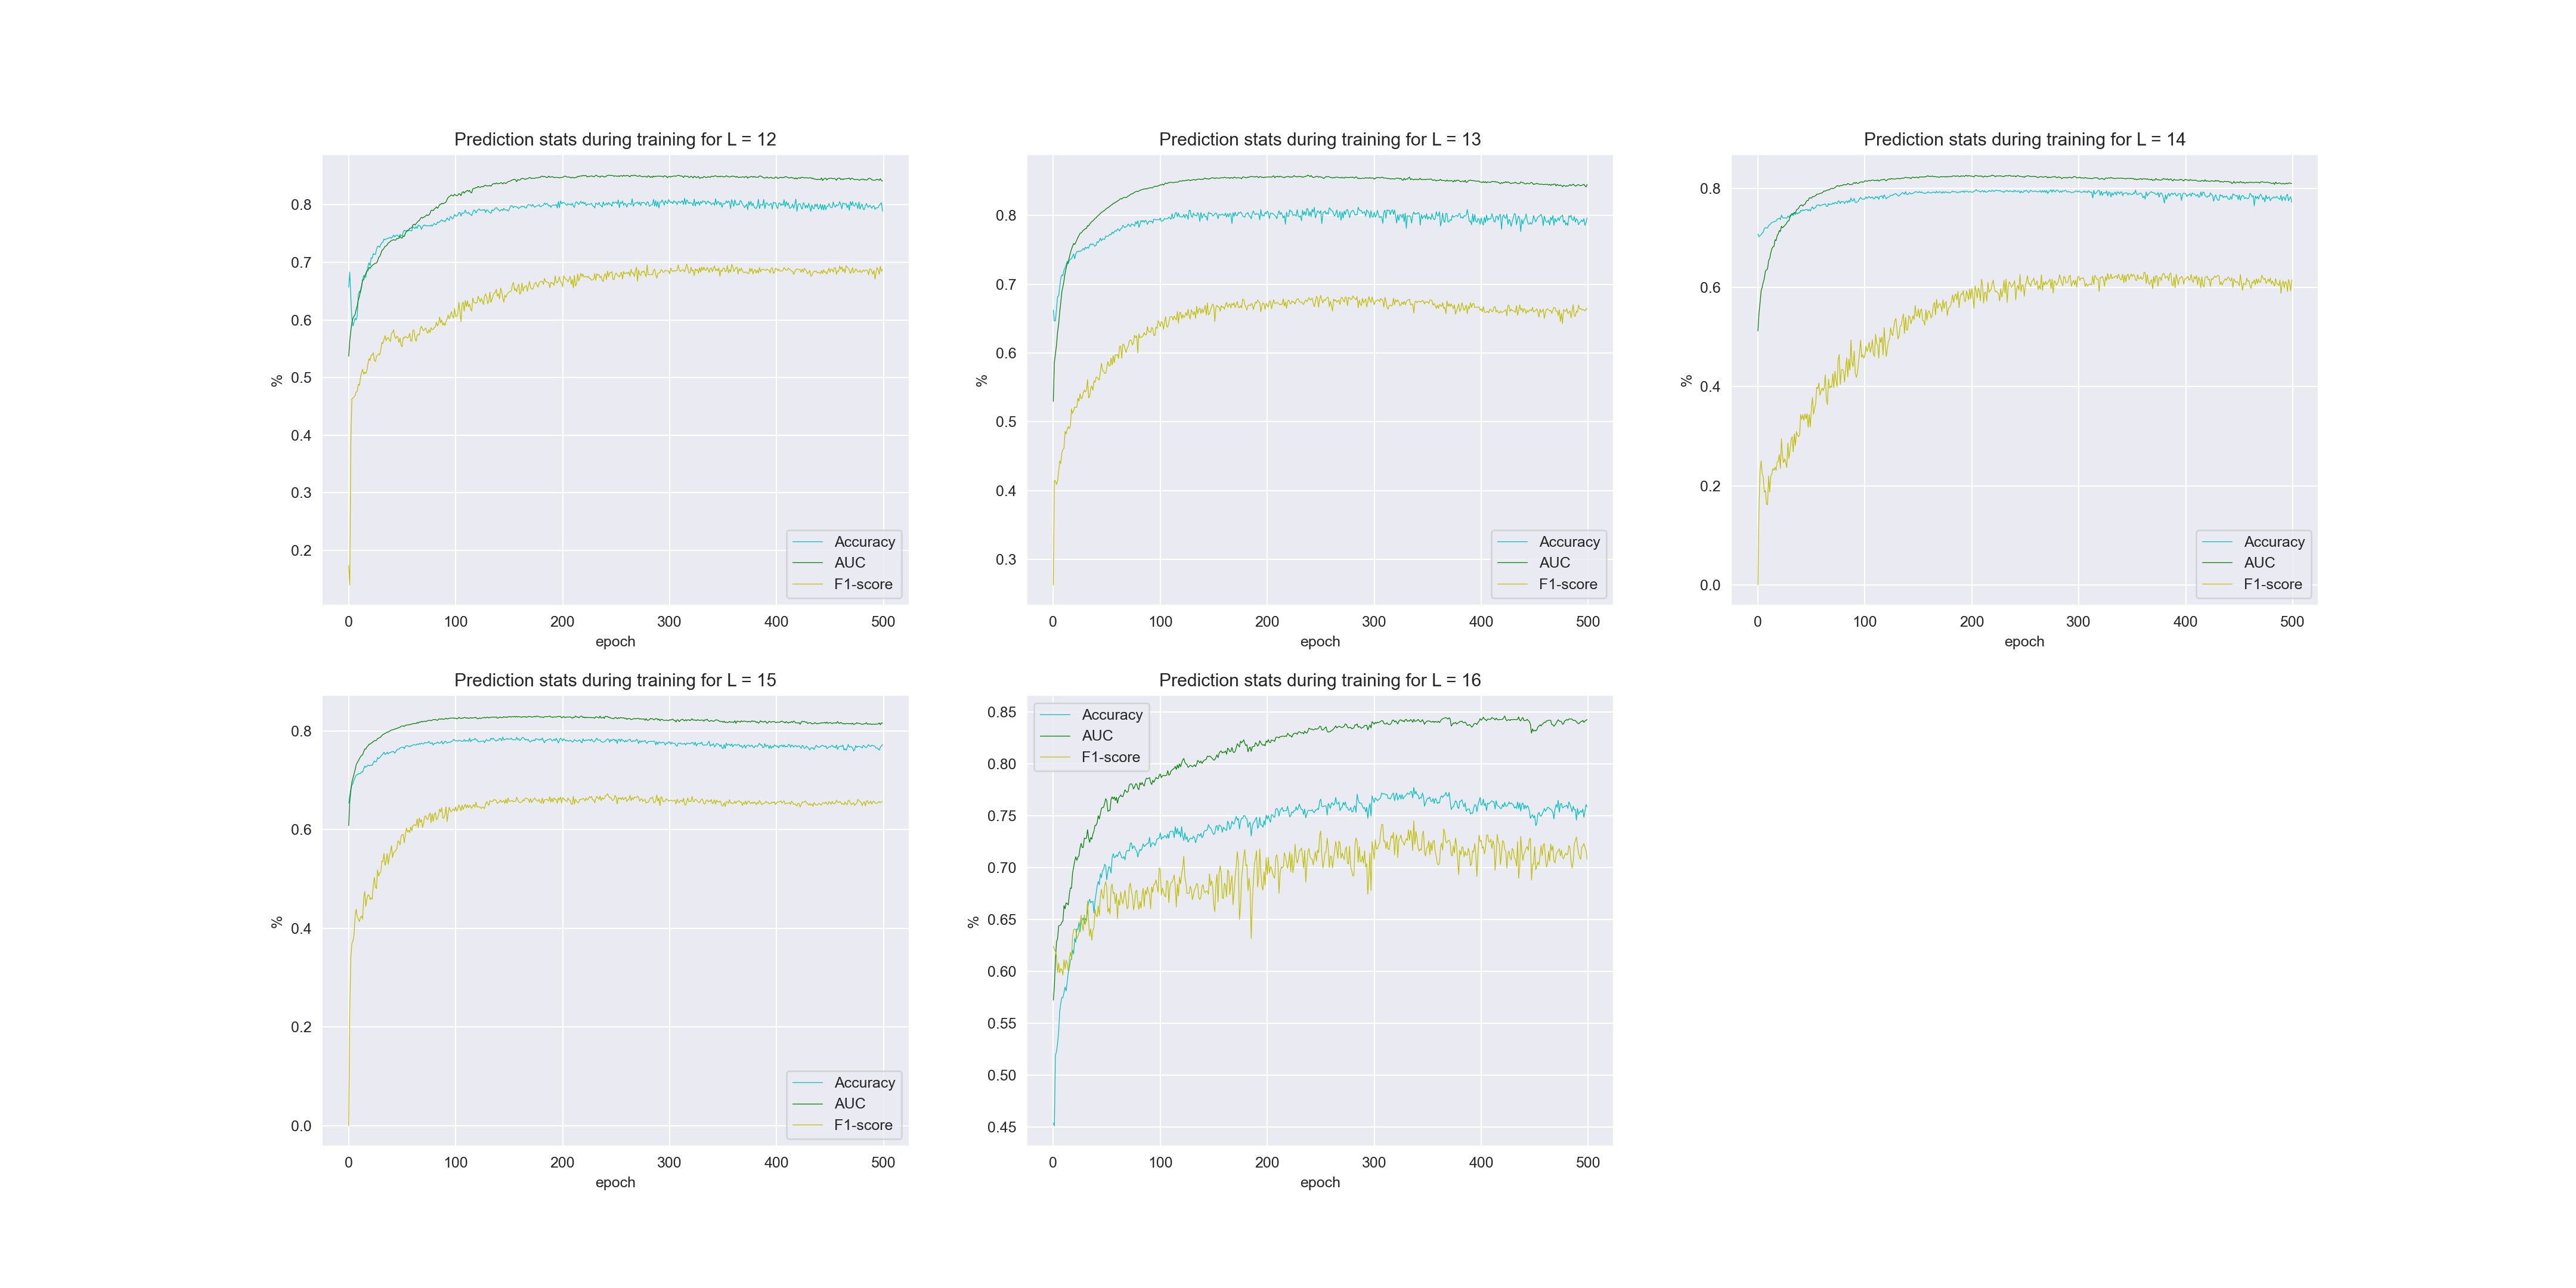 Prediction stats during training for L = 12
%
0.8
0.7
0.6
0.5
0.4
0.3
0.2
0 100 200 300 400 500
epoch
Accuracy
AUC
F1-score
Prediction stats during training for L = 13
%
0.8
0.7
0.6
0.5
0.4
0.3
0 100 200 300 400 500
epoch
Accuracy
AUC
F1-score
Prediction stats during training for L = 14
%
0.8
0.6
0.4
0.2
0.0
0 100 200 300 400 500
epoch
Accuracy
AUC
F1-score
Prediction stats during training for L = 15
%
0.8
0.6
0.4
0.2
0.0
0 100 200 300 400 500
epoch
Accuracy
AUC
F1-score
Prediction stats during training for L = 16
%
0.85
0.80
0.75
0.70
0.65
0.60
0.55
0.50
0.45
0 100 200 300 400 500
epoch
Accuracy
AUC
F1-score